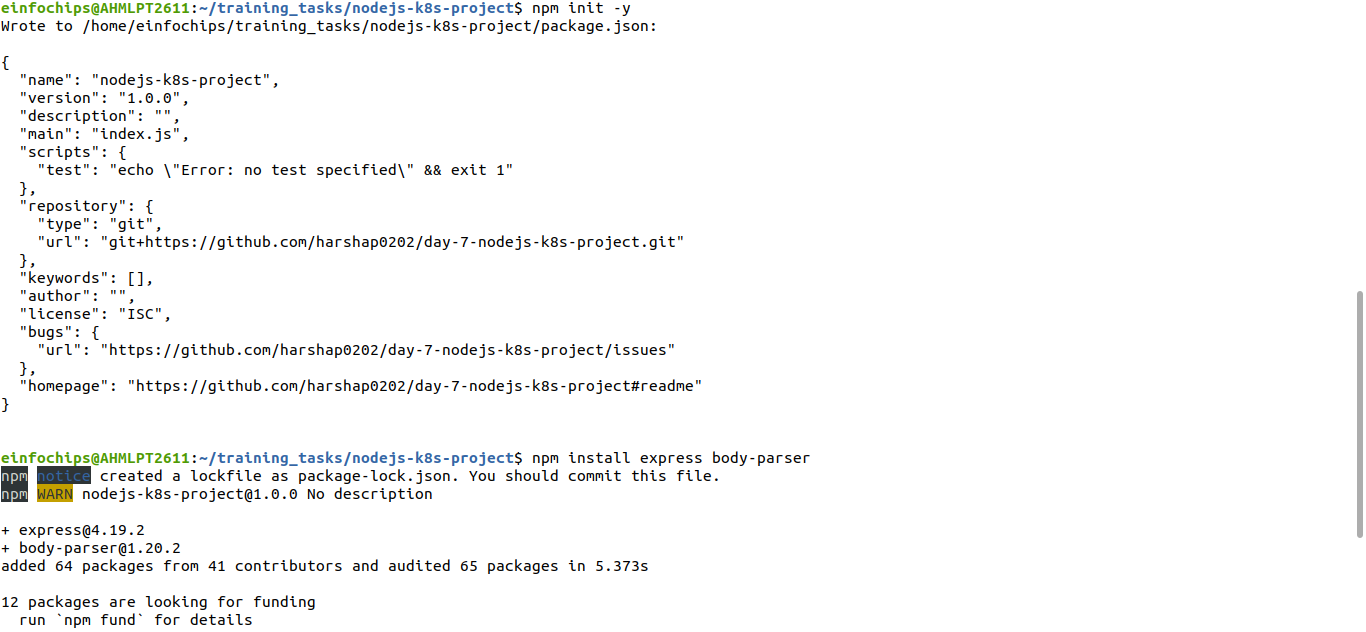 einfochips@AHMLPT2611:~/training_tasks/nodejs-k8s-project$ npm init -y
Wrote to /home/einfochips/training_tasks/nodejs-k8s-project/package.json:

{
  "name": "nodejs-k8s-project",
  "version": "1.0.0",
  "description": "",
  "main": "index.js",
  "scripts": {
    "test": "echo \"Error: no test specified\" && exit 1"
  },
  "repository": {
    "type": "git",
    "url": "git+https://github.com/harshap0202/day-7-nodejs-k8s-project.git"
  },
  "keywords": [],
  "author": "",
  "license": "ISC",
  "bugs": {
    "url": "https://github.com/harshap0202/day-7-nodejs-k8s-project/issues"
  },
  "homepage": "https://github.com/harshap0202/day-7-nodejs-k8s-project#readme"
}

einfochips@AHMLPT2611:~/training_tasks/nodejs-k8s-project$ npm install express body-parser
npm notice created a lockfile as package-lock.json. You should commit this file.
npm WARN nodejs-k8s-project@1.0.0 No description

+ express@4.19.2
+ body-parser@1.20.2
added 64 packages from 41 contributors and audited 65 packages in 5.373s

12 packages are looking for funding
  run `npm fund` for details